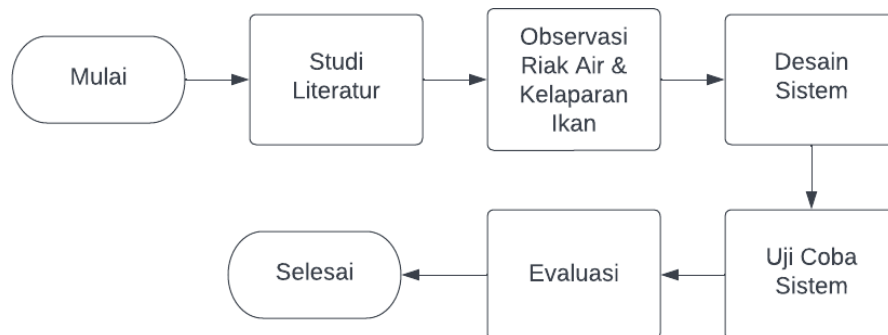 Mulai
Studi
Literatur
Observasi
Riak Air &
Kelaparan
Ikan
Desain
Sistem
Uji Coba
Sistem
Evaluasi
Selesai